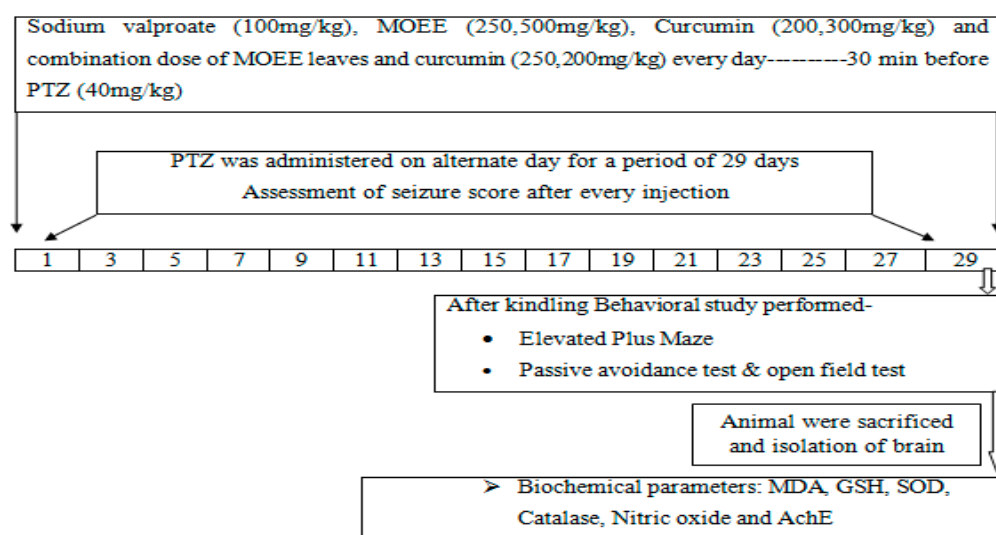 Sodium valproate (100mg/kg), MOEE (250,500mg/kg), Curcumin (200,300mg/kg) and
combination dose of MOEE leaves and curcumin (250,200mg/kg) every day----------30 min before
PTZ (40mg/kg)
PTZ was administered on alternate day for a period of 29 days
Assessment of seizure score after every injection
1 3 5 7 9 11 13 15 17 19 21 23 25 27 29
After kindling Behavioral study performed-
• Elevated Plus Maze
• Passive avoidance test & open field test
Animal were sacrificed
and isolation of brain
➤ Biochemical parameters: MDA, GSH, SOD,
Catalase, Nitric oxide and AchE